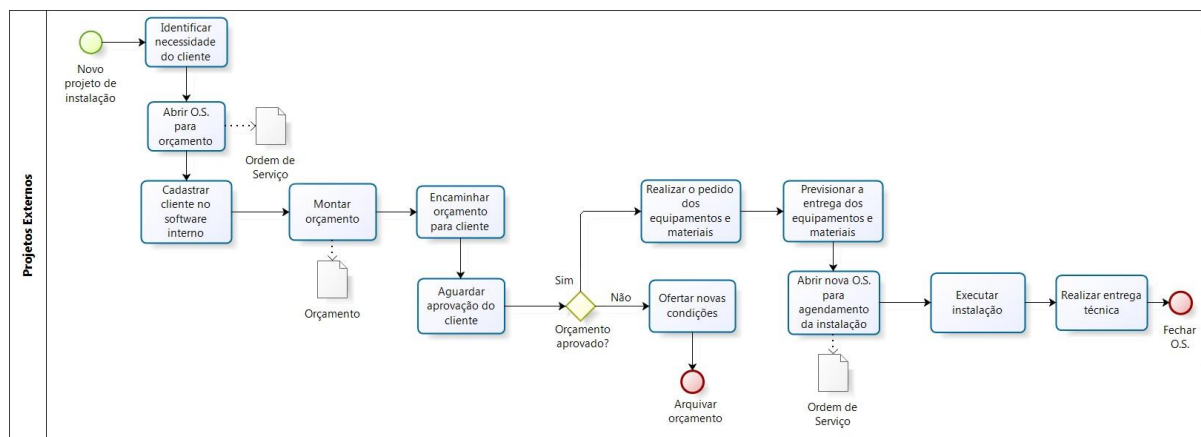 Projetos Externos
Novo
projeto de
instalação
Identificar
necessidade
do cliente
Abrir O.S.
para
orçamento
Ordem de
Serviço
Cadastrar
cliente no
software
interno
Montar
orçamento
Orçamento
Encaminhar
orçamento
para cliente
Aguardar
aprovação do
cliente
Orçamento
aprovado?
Sim
Não
Realizar o pedido
dos
equipamentos e
materiais
Previsionar a
entrega dos
equipamentos e
materiais
Ofertar novas
condições
Arquivar
orçamento
Abrir nova O.S.
para
agendamento
da instalação
Ordem de
Serviço
Executar
instalação
Realizar entrega
técnica
Fechar
O.S.